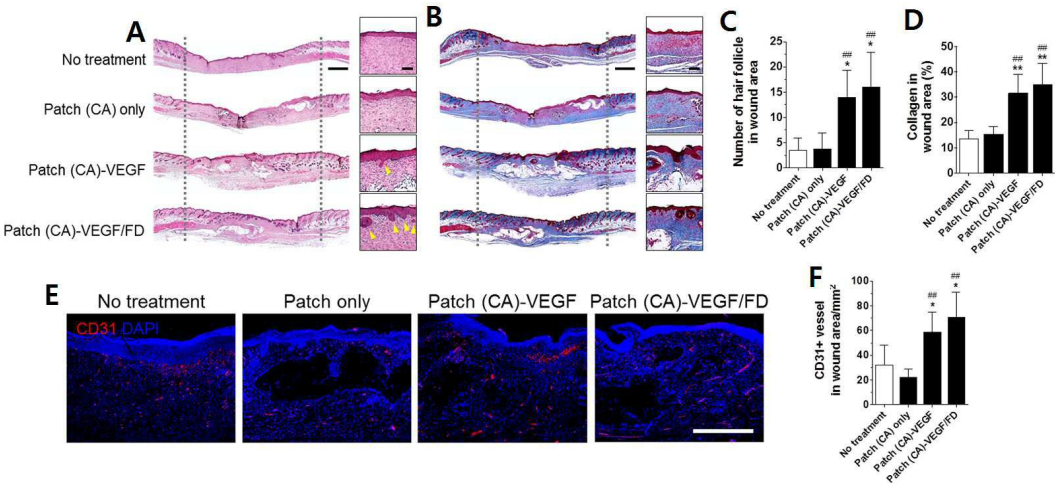 A
B
C
D
No treatment
Patch (CA) only
Patch (CA)-VEGF
Patch (CA)-VEGF/FD
Number of hair follicle
in wound area
25
20
15
10
5
0
##
*
##
*
No treatment
Patch (CA) only
Patch (CA)-VEGF
Patch (CA)-VEGF/FD
Collagen in
wound area (%)
60
50
40
30
20
10
0
##
**
##
**
No treatment
Patch (CA) only
Patch (CA)-VEGF
Patch (CA)-VEGF/FD
E
No treatment
Patch only
Patch (CA)-VEGF
Patch (CA)-VEGF/FD
CD31 DAPI
F
CD31+ vessel
in wound area/mm2
100
80
60
40
20
0
##
*
##
*
No treatment
Patch (CA) only
Patch (CA)-VEGF
Patch (CA)-VEGF/FD